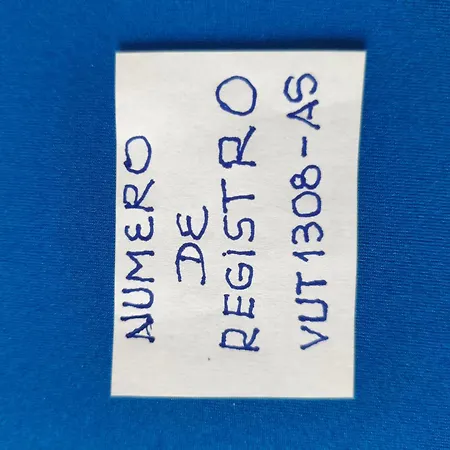 NUMERO
DE
REGISTRO
VUT1308-AS